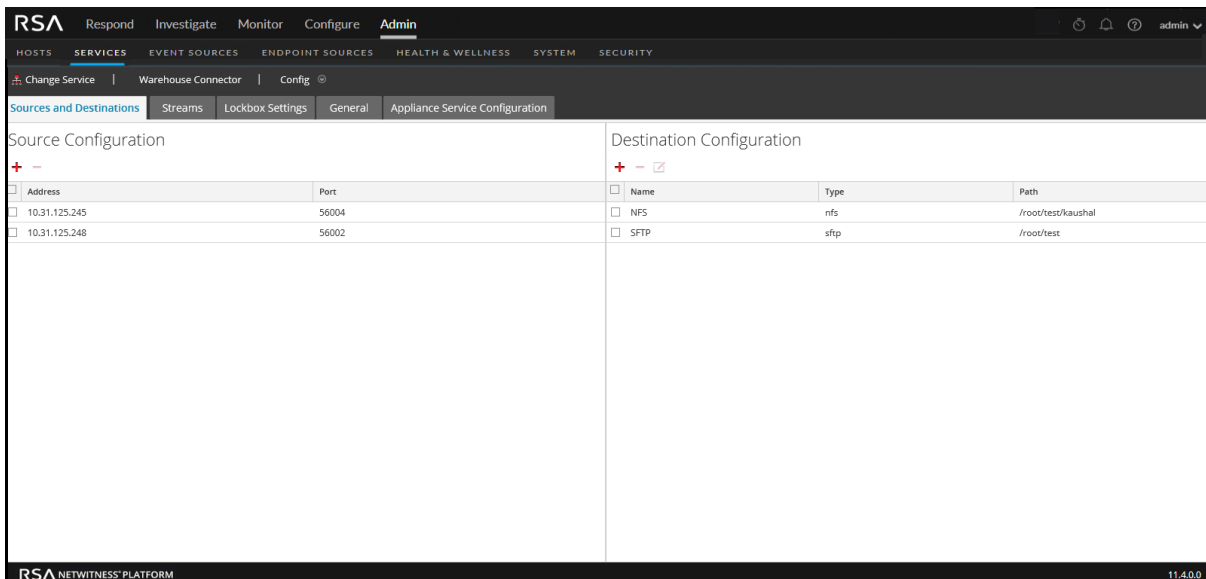 RSA Respond Investigate Monitor Configure Admin admin
HOSTS SERVICES EVENT SOURCES ENDPOINT SOURCES HEALTH & WELLNESS SYSTEM SECURITY
Change Service | Warehouse Connector | Config
Sources and Destinations Streams Lockbox Settings General Appliance Service Configuration
Source Configuration
Address Port
10.31.125.245 56004
10.31.125.248 56002
Destination Configuration
Name Type Path
NFS nfs /root/test/kaushal
SFTP sftp /root/test
RSA NETWITNESS® PLATFORM 11.4.0.0